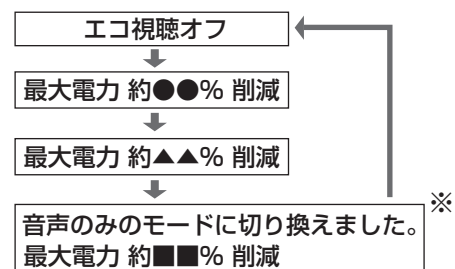 エコ視聴オフ
最大電力 約●●% 削減
最大電力 約▲▲% 削減
※
音声のみのモードに切り換えました。
最大電力 約■■% 削減